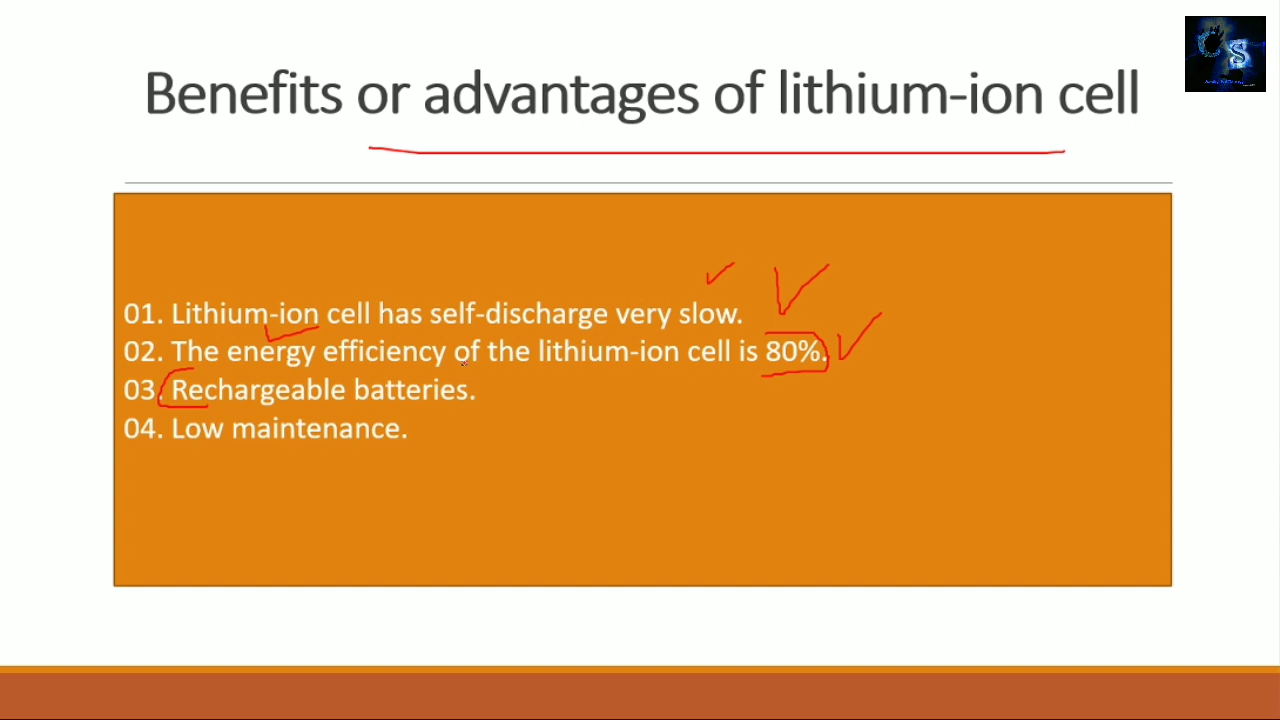 Benefits or advantages of lithium-ion cell
01. Lithium-ion cell has self-discharge very slow.
02. The energy efficiency of the lithium-ion cell is 80%.
03. Rechargeable batteries.
04. Low maintenance.
CS